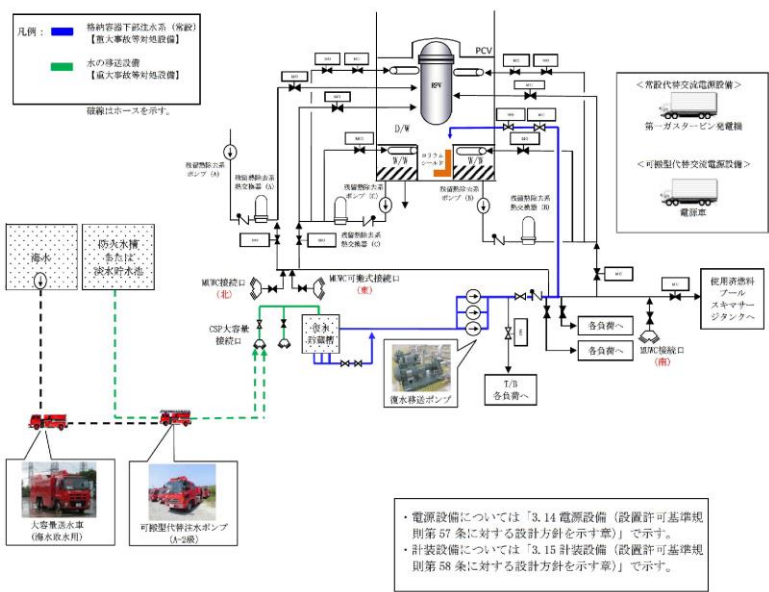 凡例:
格納容器下部注水系(常設)
【重大事故等対処設備】
水の移送設備
【重大事故等対処設備】
破線はホースを示す。
PCV
RPV
D/W
W/W
W/W
コリウム
シールド
<常設代替交流電源設備>
第一ガスタービン発電機
<可搬型代替交流電源設備>
電源車
残留熱除去系
ポンプ(A)
残留熱除去系
熱交換器(A)
残留熱除去系
ポンプ(C)
残留熱除去系
熱交換器(C)
残留熱除去系
ポンプ(B)
残留熱除去系
熱交換器(B)
海水
防火水槽
または
淡水貯水池
MUWC接続口
(北)
MUWC可搬式接続口
(東)
CSP大容量
接続口
復水
貯蔵槽
復水移送ポンプ
T/B
各負荷へ
各負荷へ
各負荷へ
MUWC接続口
(南)
使用済燃料
プール
スキマサー
ジタンクへ
大容量送水車
(海水取水用)
可搬型代替注水ポンプ
(A-2級)
・電源設備については「3.14 電源設備(設置許可基準規
則第 57 条に対する設計方針を示す章)」で示す。
・計装設備については「3.15 計装設備(設置許可基準規
則第 58 条に対する設計方針を示す章)」で示す。